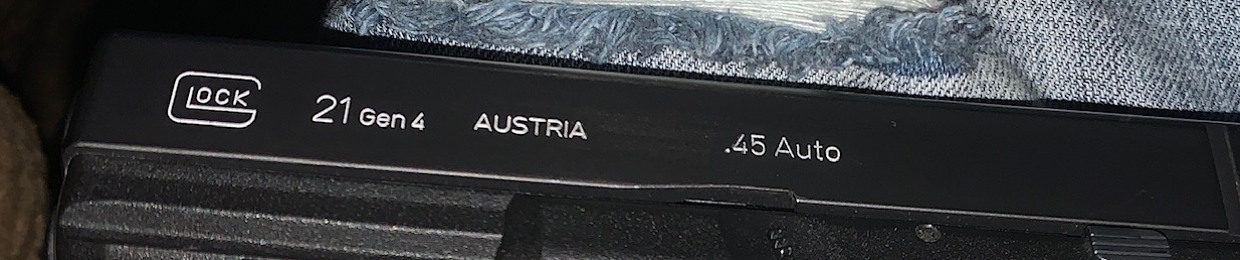 GLOCK 21 Gen 4 AUSTRIA .45 Auto